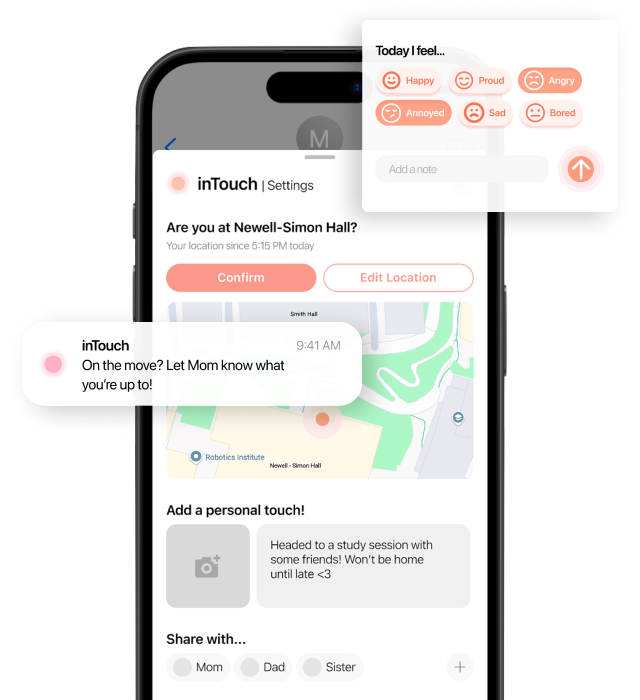 Today I feel...
Happy
Proud
Angry
Annoyed
Sad
Bored
Add a note
M
inTouch | Settings
Are you at Newell-Simon Hall?
Your location since 5:15 PM today
Confirm
Edit Location
Smith Hall
inTouch
9:41 AM
On the move? Let Mom know what
you're up to!
Robotics Institute
Newell - Simon Hall
Add a personal touch!
Headed to a study session with
some friends! Won't be home
until late <3
Share with...
Mom
Dad
Sister